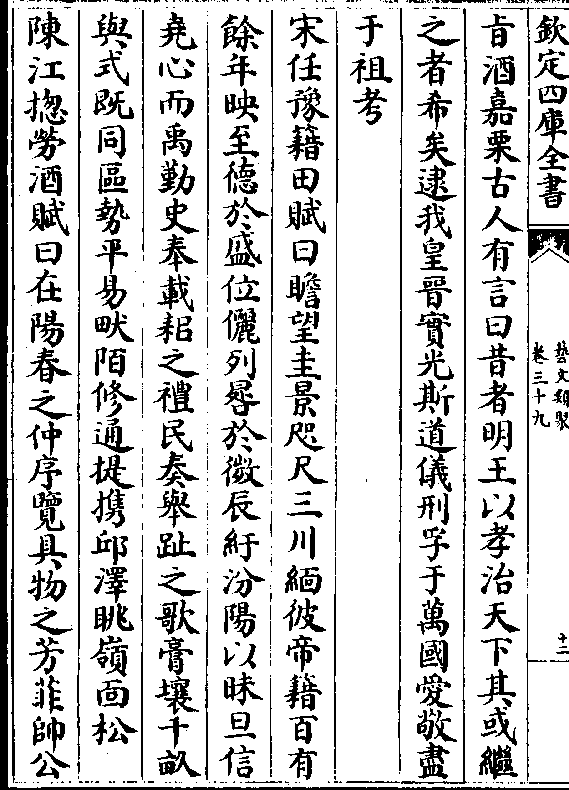 欽定四庫全書
藝文類聚
卷三十九
十二
旨酒嘉栗古人有言曰昔者明王以孝治天下其或繼
之者希矣逮我皇晉實光斯道儀刑孚于萬國愛敬盡
于祖考
宋任豫籍田賦曰瞻望圭景咫尺三川緬彼帝籍百有
餘年映至德於盛位儷列晷於徵辰紆汾陽以昧旦信
堯心而禹勤史奉載耜之禮民奏舉趾之歌膏壤千畝
與式既同區勢平易畎陌修通提携邱澤眺嶺面松
陳江摠勞酒賦曰在陽春之仲序覽具物之芳菲帥公